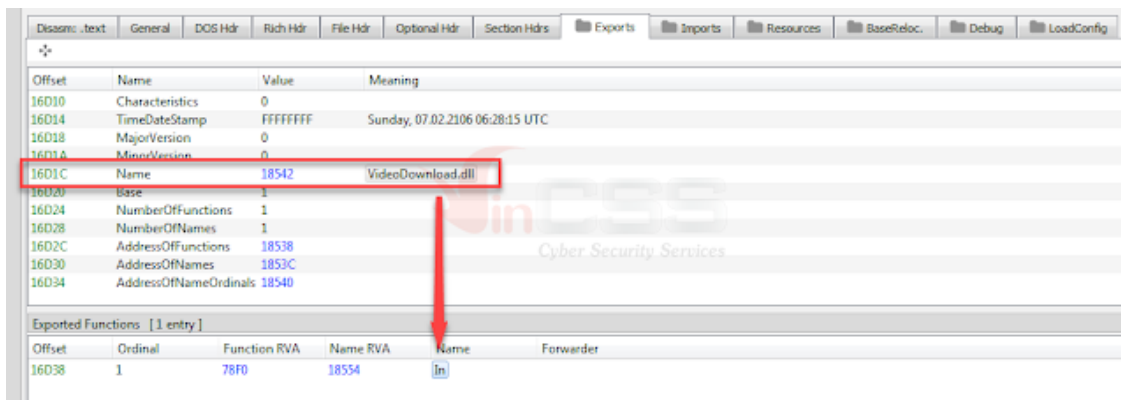 Disasm: .text General DOS Hdr Rich Hdr File Hdr Optional Hdr Section Hdrs Exports Imports Resources BaseReloc. Debug LoadConfig
Offset Name Value Meaning
16D10 Characteristics 0
16D14 TimeDateStamp FFFFFFFF Sunday, 07.02.2106 06:28:15 UTC
16D18 MajorVersion 0
16D1A MinorVersion 0
16D1C Name 18542 VideoDownload.dll
16D20 Base 1
16D24 NumberOfFunctions 1
16D28 NumberOfNames 1
16D2C AddressOfFunctions 18538
16D30 AddressOfNames 1853C
16D34 AddressOfNameOrdinals 18540
inCSS
Cyber Security Services
Exported Functions [ 1 entry ]
Offset Ordinal Function RVA Name RVA Name Forwarder
16D38 1 78F0 18554 In